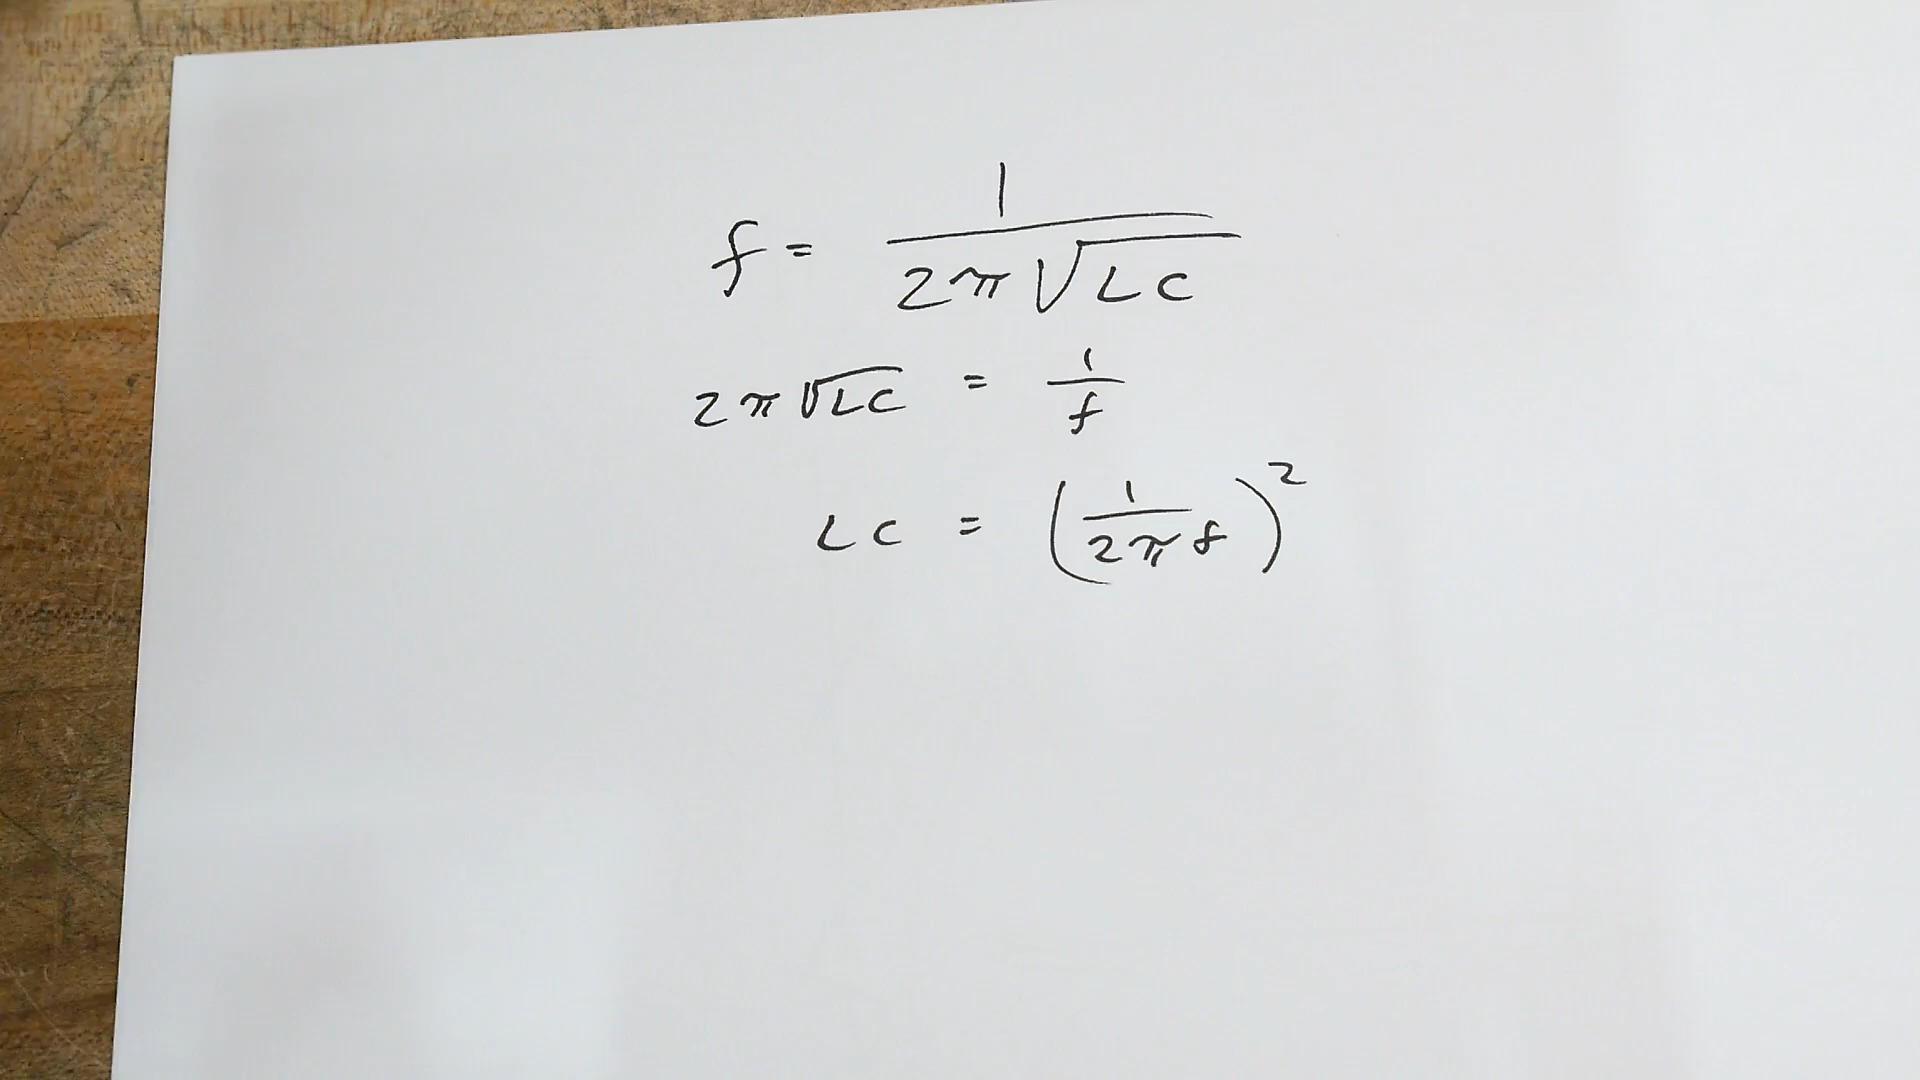 f = 1 / 2π√LC
2π√LC = 1 / f
LC = (1 / 2πf)²